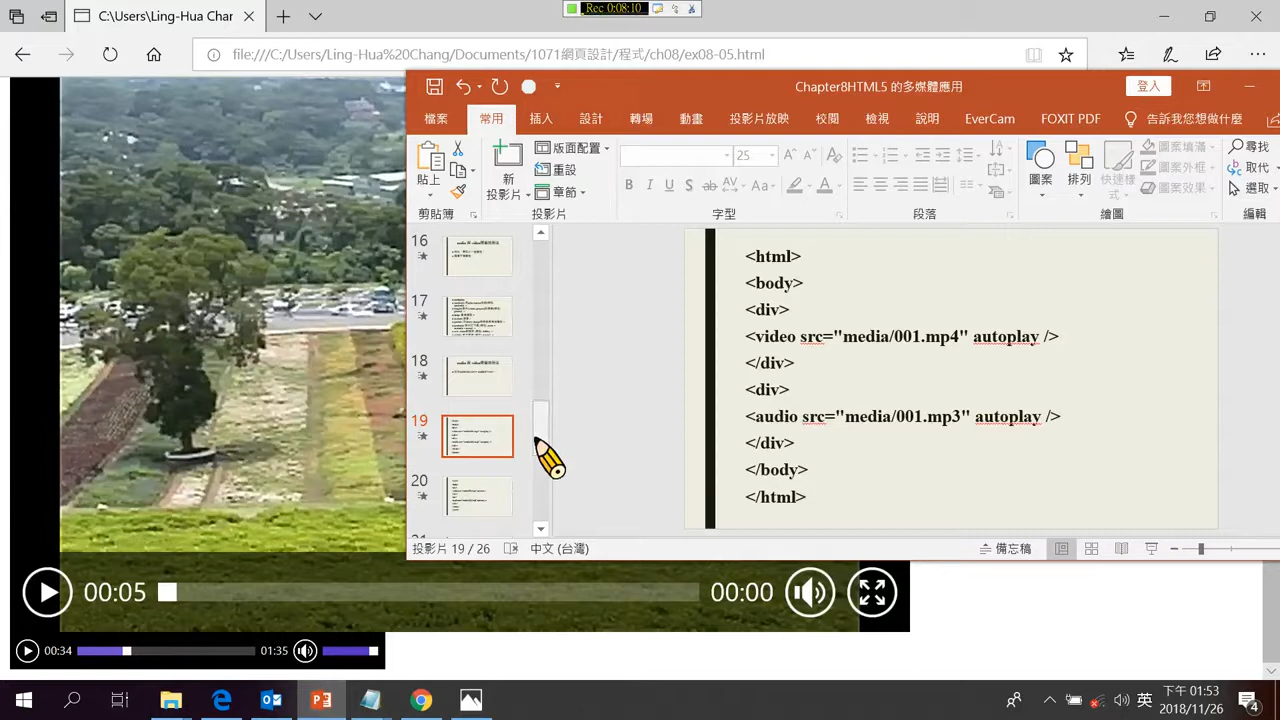 C:\Users\Ling-Hua Char
Rec 0:08:10
file:///C:/Users/Ling-Hua%20Chang/Documents/1071網頁設計/程式/ch08/ex08-05.html
Chapter8HTML5 的多媒體應用
登入
檔案 常用 插入 設計 轉場 動畫 投影片放映 校閱 檢視 說明 EverCam FOXIT PDF 告訴我您想做什麼
貼上 新投影片 版面配置 重設 章節 25 圖案 排列 快速樣式 圖案填滿 圖案外框 圖案效果 尋找 取代 選取
剪貼簿 投影片 字型 段落 繪圖 編輯
16
17
18
19
20
<html>
<body>
<div>
<video src="media/001.mp4" autoplay />
</div>
<div>
<audio src="media/001.mp3" autoplay />
</div>
</body>
</html>
投影片 19 / 26 中文 (台灣) 備忘稿
00:05 00:00
00:34 01:35
英
下午 01:53
2018/11/26
4